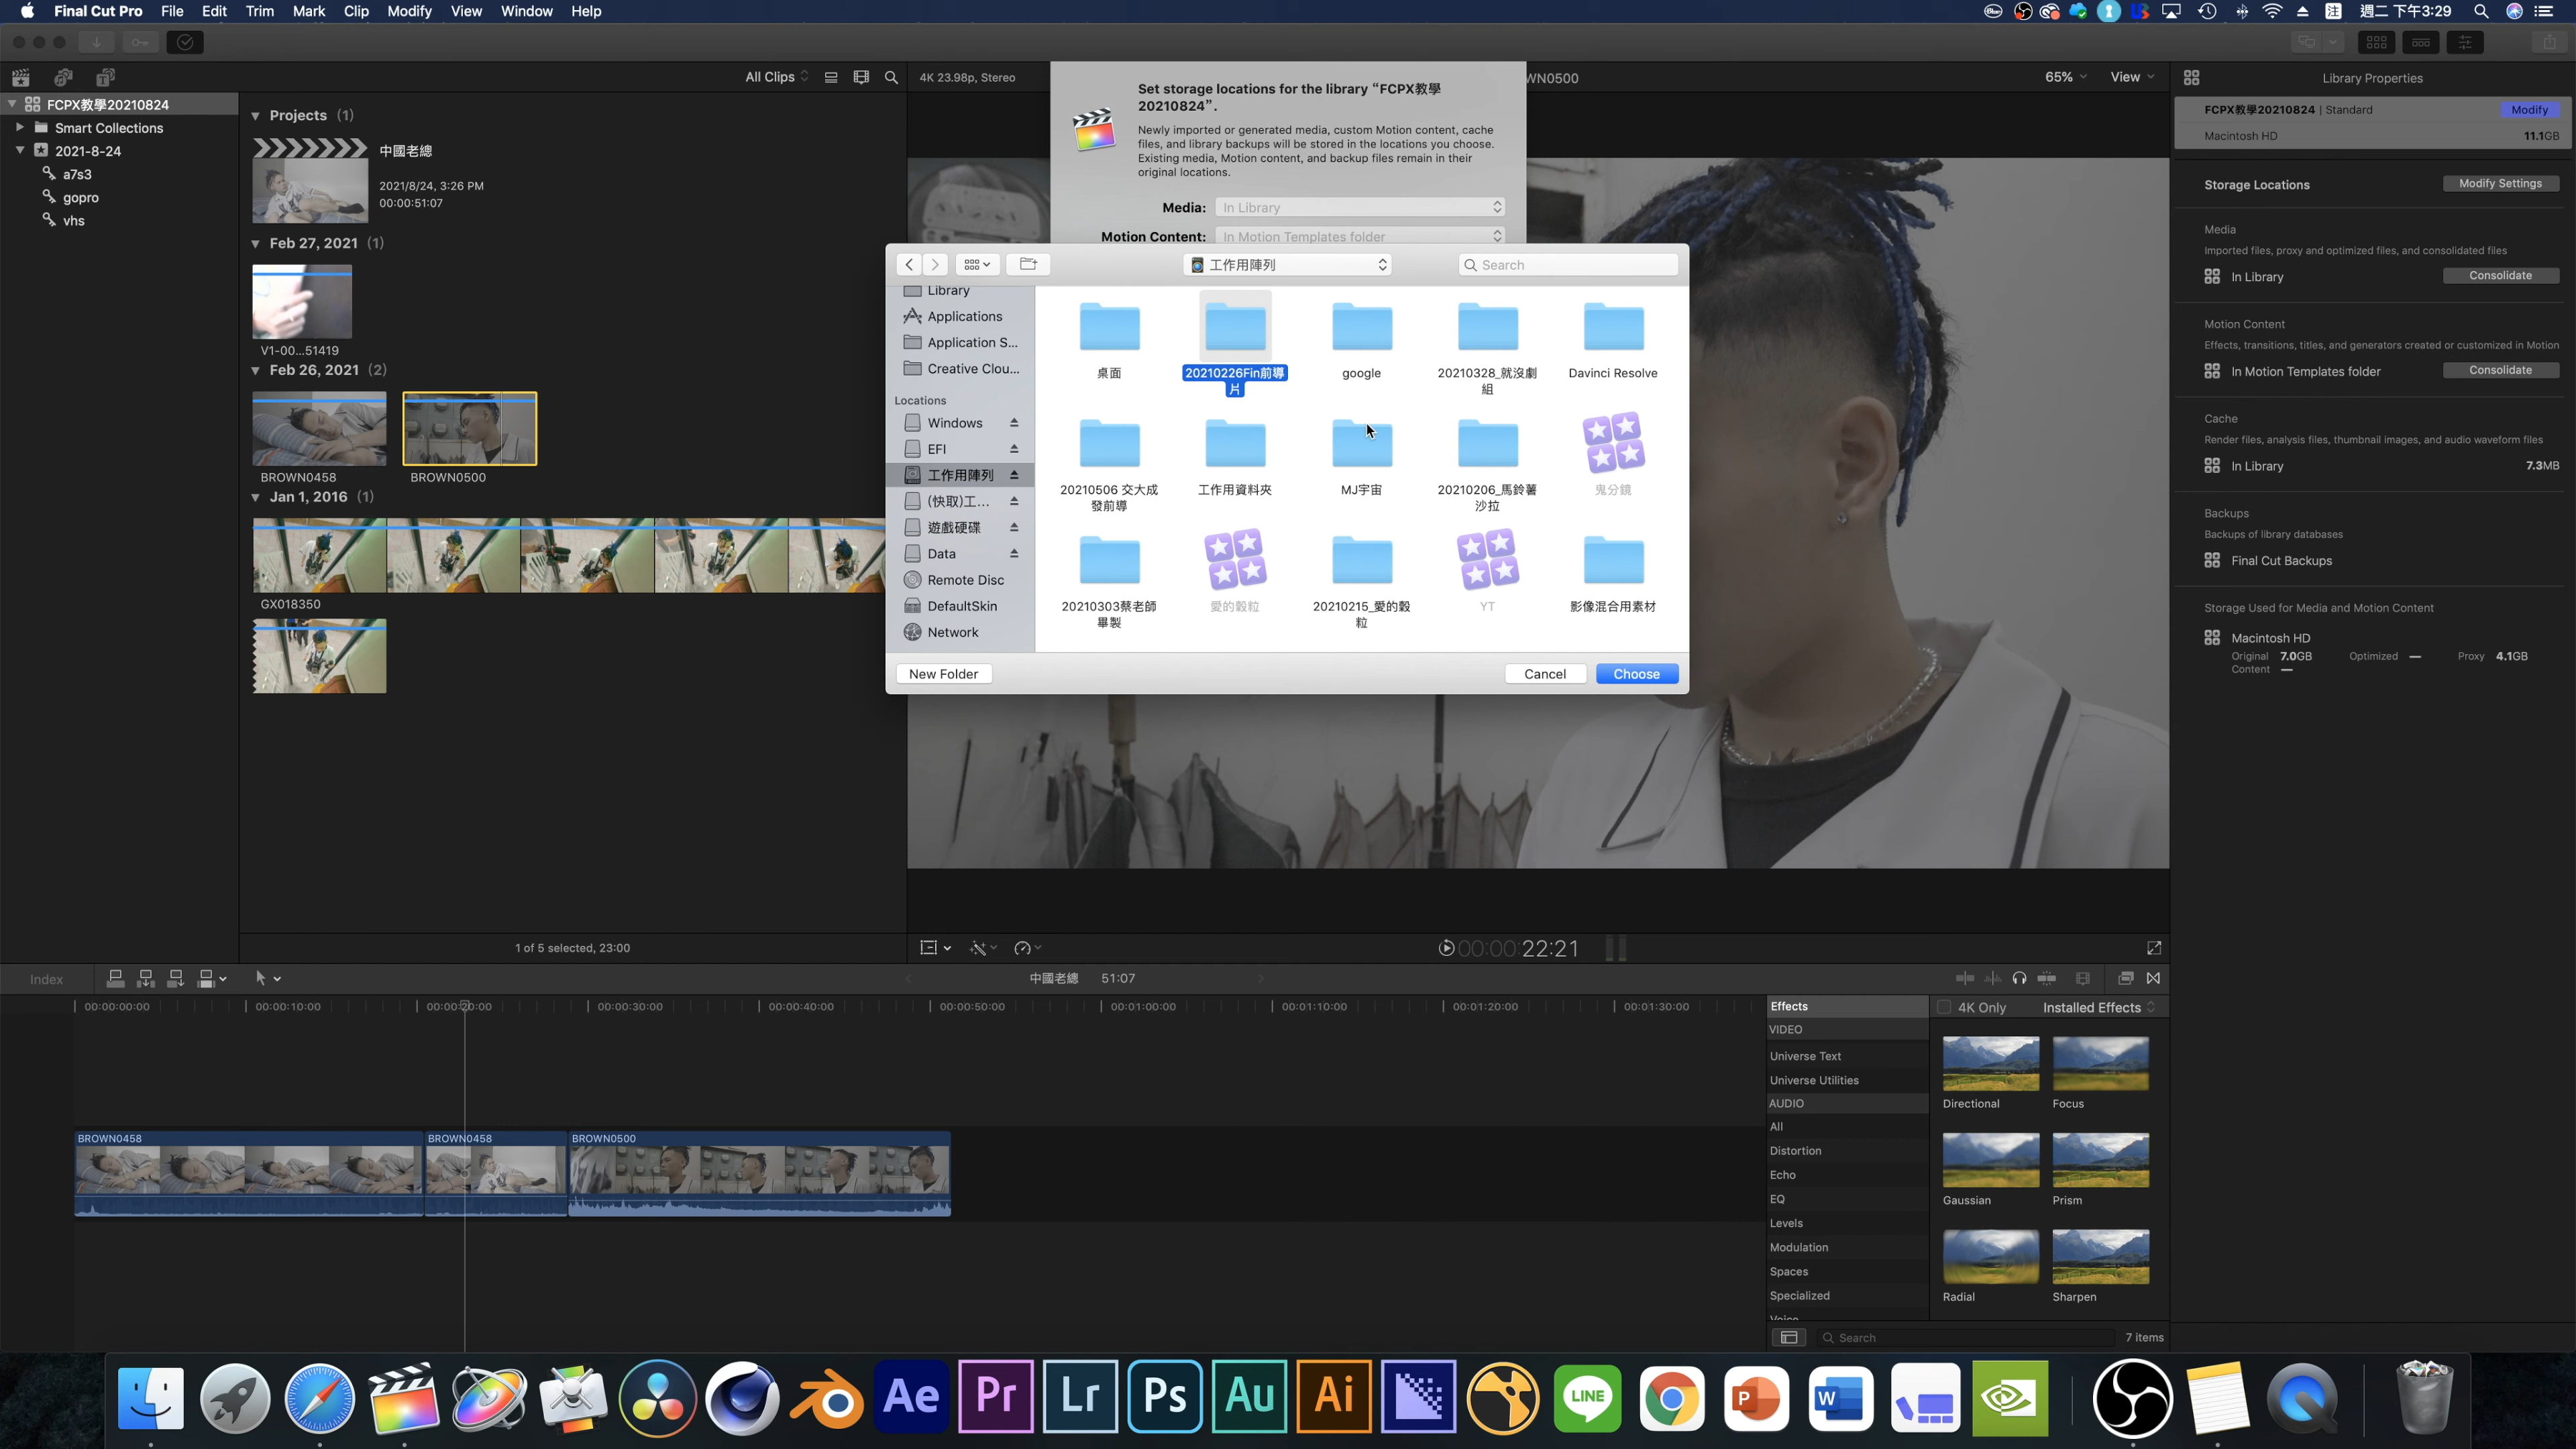 Final Cut Pro File Edit Trim Mark Clip Modify View Window Help
週二 下午3:29
All Clips
4K 23.98p, Stereo
WN0500
65%
View
Library Properties
FCPX教學20210824
Smart Collections
2021-8-24
a7s3
gopro
vhs
Projects (1)
中國老總
2021/8/24, 3:26 PM
00:00:51:07
Feb 27, 2021 (1)
V1-00...51419
Feb 26, 2021 (2)
BROWN0458
BROWN0500
Jan 1, 2016 (1)
GX018350
1 of 5 selected, 23:00
Set storage locations for the library “FCPX教學
20210824”.
Newly imported or generated media, custom Motion content, cache
files, and library backups will be stored in the locations you choose.
Existing media, Motion content, and backup files remain in their
original locations.
Media: In Library
Motion Content: In Motion Templates folder
工作用陣列
Search
Library
Applications
Application S...
Creative Clou...
Locations
Windows
EFI
工作用陣列
(快取)工...
遊戲硬碟
Data
Remote Disc
DefaultSkin
Network
桌面
20210226Fin前導
片
google
20210328_就沒劇
組
Davinci Resolve
20210506 交大成
發前導
工作用資料夾
MJ宇宙
20210206_馬鈴薯
沙拉
鬼分鏡
20210303蔡老師
畢製
愛的穀粒
20210215_愛的穀
粒
YT
影像混合用素材
New Folder
Cancel
Choose
FCPX教學20210824 | Standard
Modify
Macintosh HD
11.1GB
Storage Locations
Modify Settings
Media
Imported files, proxy and optimized files, and consolidated files
In Library
Consolidate
Motion Content
Effects, transitions, titles, and generators created or customized in Motion
In Motion Templates folder
Consolidate
Cache
Render files, analysis files, thumbnail images, and audio waveform files
In Library
7.3MB
Backups
Backups of library databases
Final Cut Backups
Storage Used for Media and Motion Content
Macintosh HD
Original 7.0GB Optimized — Proxy 4.1GB
Content —
00:00:00:22:21
Index
中國老總 51:07
00:00:00:00 00:00:10:00 00:00:20:00 00:00:30:00 00:00:40:00 00:00:50:00 00:01:00:00 00:01:10:00 00:01:20:00 00:01:30:00
BROWN0458
BROWN0458
BROWN0500
Effects
4K Only
Installed Effects
VIDEO
Universe Text
Universe Utilities
AUDIO
All
Distortion
Echo
EQ
Levels
Modulation
Spaces
Specialized
Voice
Directional
Focus
Gaussian
Prism
Radial
Sharpen
Search
7 items
Ae
Pr
Lr
Ps
Au
Ai
LINE
P
W